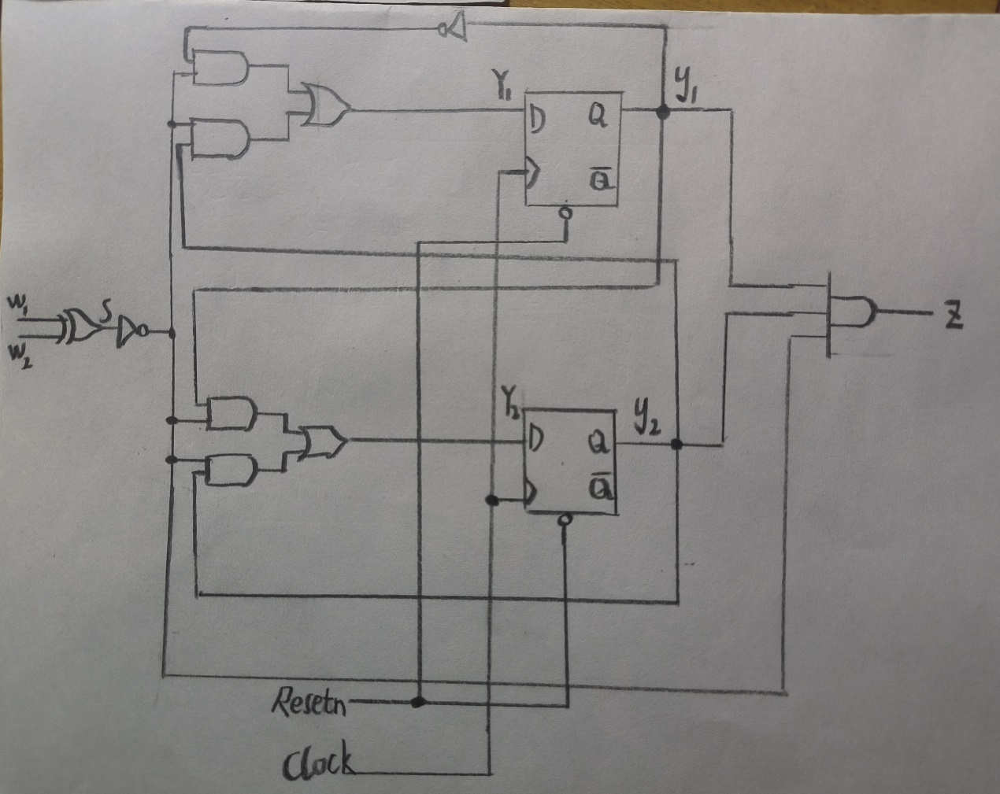 Y₁
D
Q
y₁
Q̅
w₁
S
w₂
Z
Y₂
D
Q
y₂
Q̅
Resetn
Clock